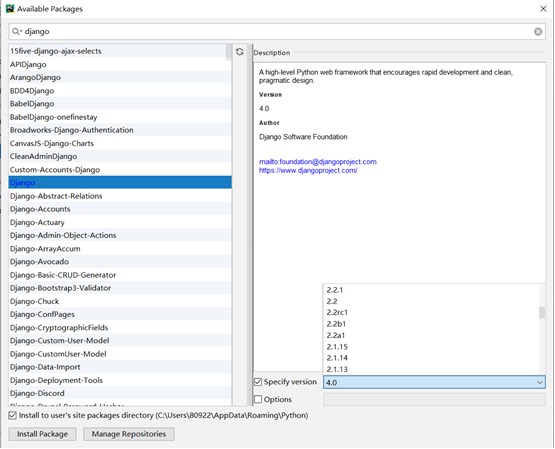 Available Packages
django
15five-django-ajax-selects
APIDjango
ArangoDjango
BDD4Django
BabelDjango
BabelDjango-onefinestay
Broadworks-Django-Authentication
CanvasJS-Django-Charts
CleanAdminDjango
Custom-Accounts-Django
Django
Django-Abstract-Relations
Django-Accounts
Django-Actuary
Django-Admin-Object-Actions
Django-ArrayAccum
Django-Avocado
Django-Basic-CRUD-Generator
Django-Bootstrap3-Validator
Django-Chuck
Django-ConfPages
Django-CryptographicFields
Django-Custom-User-Model
Django-CustomUser-Model
Django-Data-Import
Django-Deployment-Tools
Django-Discord
Description
A high-level Python web framework that encourages rapid development and clean,
pragmatic design.
Version
4.0
Author
Django Software Foundation
mailto:foundation@djangoproject.com
https://www.djangoproject.com/
2.2.1
2.2
2.2rc1
2.2b1
2.2a1
2.1.15
2.1.14
2.1.13
Specify version
4.0
Options
Install to user's site packages directory (C:\Users\80922\AppData\Roaming\Python)
Install Package
Manage Repositories